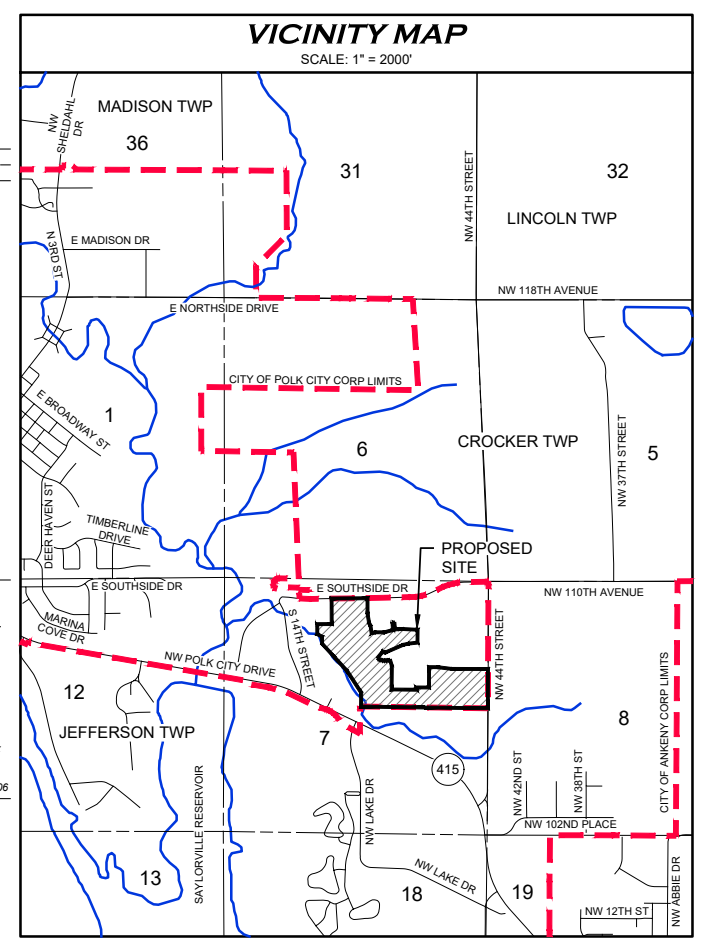 VICINITY MAP
SCALE: 1" = 2000'
MADISON TWP
NW
SHELDAHL
DR
36
31
32
NW 44TH STREET
LINCOLN TWP
N 3RD ST
E MADISON DR
NW 118TH AVENUE
E NORTHSIDE DRIVE
CITY OF POLK CITY CORP LIMITS
E BROADWAY ST
1
6
CROCKER TWP
NW 37TH STREET
5
DEER HAVEN ST
TIMBERLINE
DRIVE
PROPOSED
SITE
E SOUTHSIDE DR
E SOUTHSIDE DR
NW 110TH AVENUE
MARINA
COVE DR
S 14TH STREET
NW 44TH STREET
NW POLK CITY DRIVE
12
JEFFERSON TWP
7
8
CITY OF ANKENY CORP LIMITS
415
NW 42ND ST
NW 38TH ST
06
SAYLORVILLE RESERVOIR
NW LAKE DR
NW 102ND PLACE
13
NW LAKE DR
18
19
NW ABBIE DR
NW 12TH ST